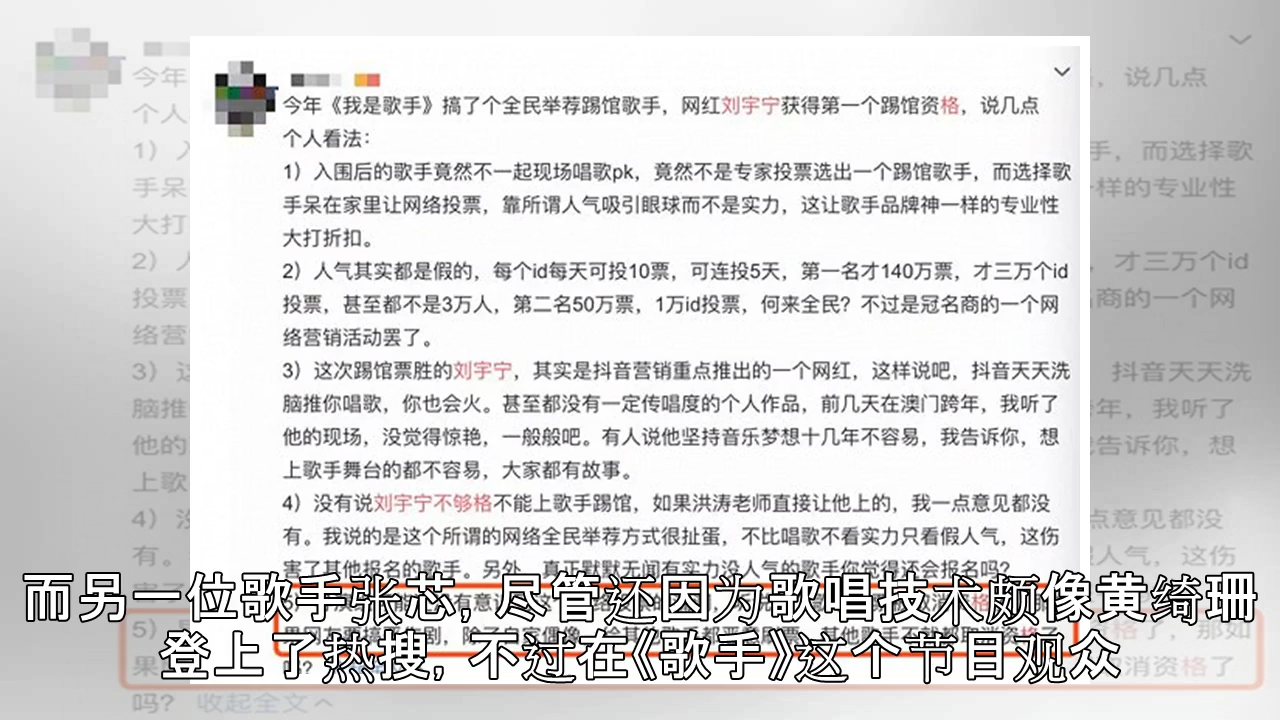 今年《我是歌手》搞了个全民举荐踢馆歌手，网红刘宇宁获得第一个踢馆资格，说几点
个人看法：
1）入围后的歌手竟然不一起现场唱歌pk，竟然不是专家投票选出一个踢馆歌手，而选择歌
手呆在家里让网络投票，靠所谓人气吸引眼球而不是实力，这让歌手品牌神一样的专业性
大打折扣。
2）人气其实都是假的，每个id每天可投10票，可连投5天，第一名才140万票，才三万个id
投票，甚至都不是3万人，第二名50万票，1万id投票，何来全民？不过是冠名商的一个网
络营销活动罢了。
3）这次踢馆票胜的刘宇宁，其实是抖音营销重点推出的一个网红，这样说吧，抖音天天洗
脑推你唱歌，你也会火。甚至都没有一定传唱度的个人作品，前几天在澳门跨年，我听了
他的现场，没觉得惊艳，一般般吧。有人说他坚持音乐梦想十几年不容易，我告诉你，想
上歌手舞台的都不容易，大家都有故事。
4）没有说刘宇宁不够格不能上歌手踢馆，如果洪涛老师直接让他上的，我一点意见都没
有。我说的是这个所谓的网络全民举荐方式很扯蛋，不比唱歌不看实力只看假人气，这伤
害了其他报名的歌手。另外，真正默默无闻有实力没人气的歌手你觉得还会报名吗？
而另一位歌手张芯，尽管还因为歌唱技术颇像黄绮珊
登上了热搜，不过在《歌手》这个节目观众
吗？ 收起全文